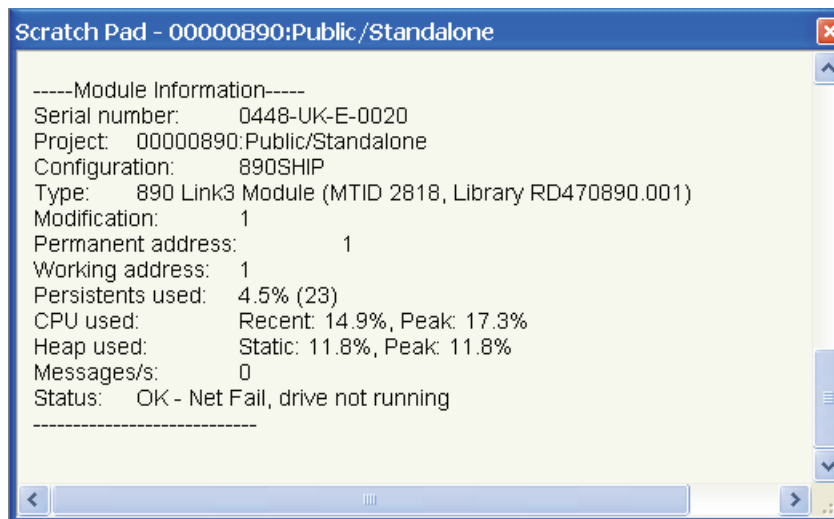 Scratch Pad - 00000890:Public/Standalone
-----Module Information-----
Serial number: 0448-UK-E-0020
Project: 00000890:Public/Standalone
Configuration: 890SHIP
Type: 890 Link3 Module (MTID 2818, Library RD470890.001)
Modification: 1
Permanent address: 1
Working address: 1
Persistents used: 4.5% (23)
CPU used: Recent: 14.9%, Peak: 17.3%
Heap used: Static: 11.8%, Peak: 11.8%
Messages/s: 0
Status: OK - Net Fail, drive not running
----------------------------